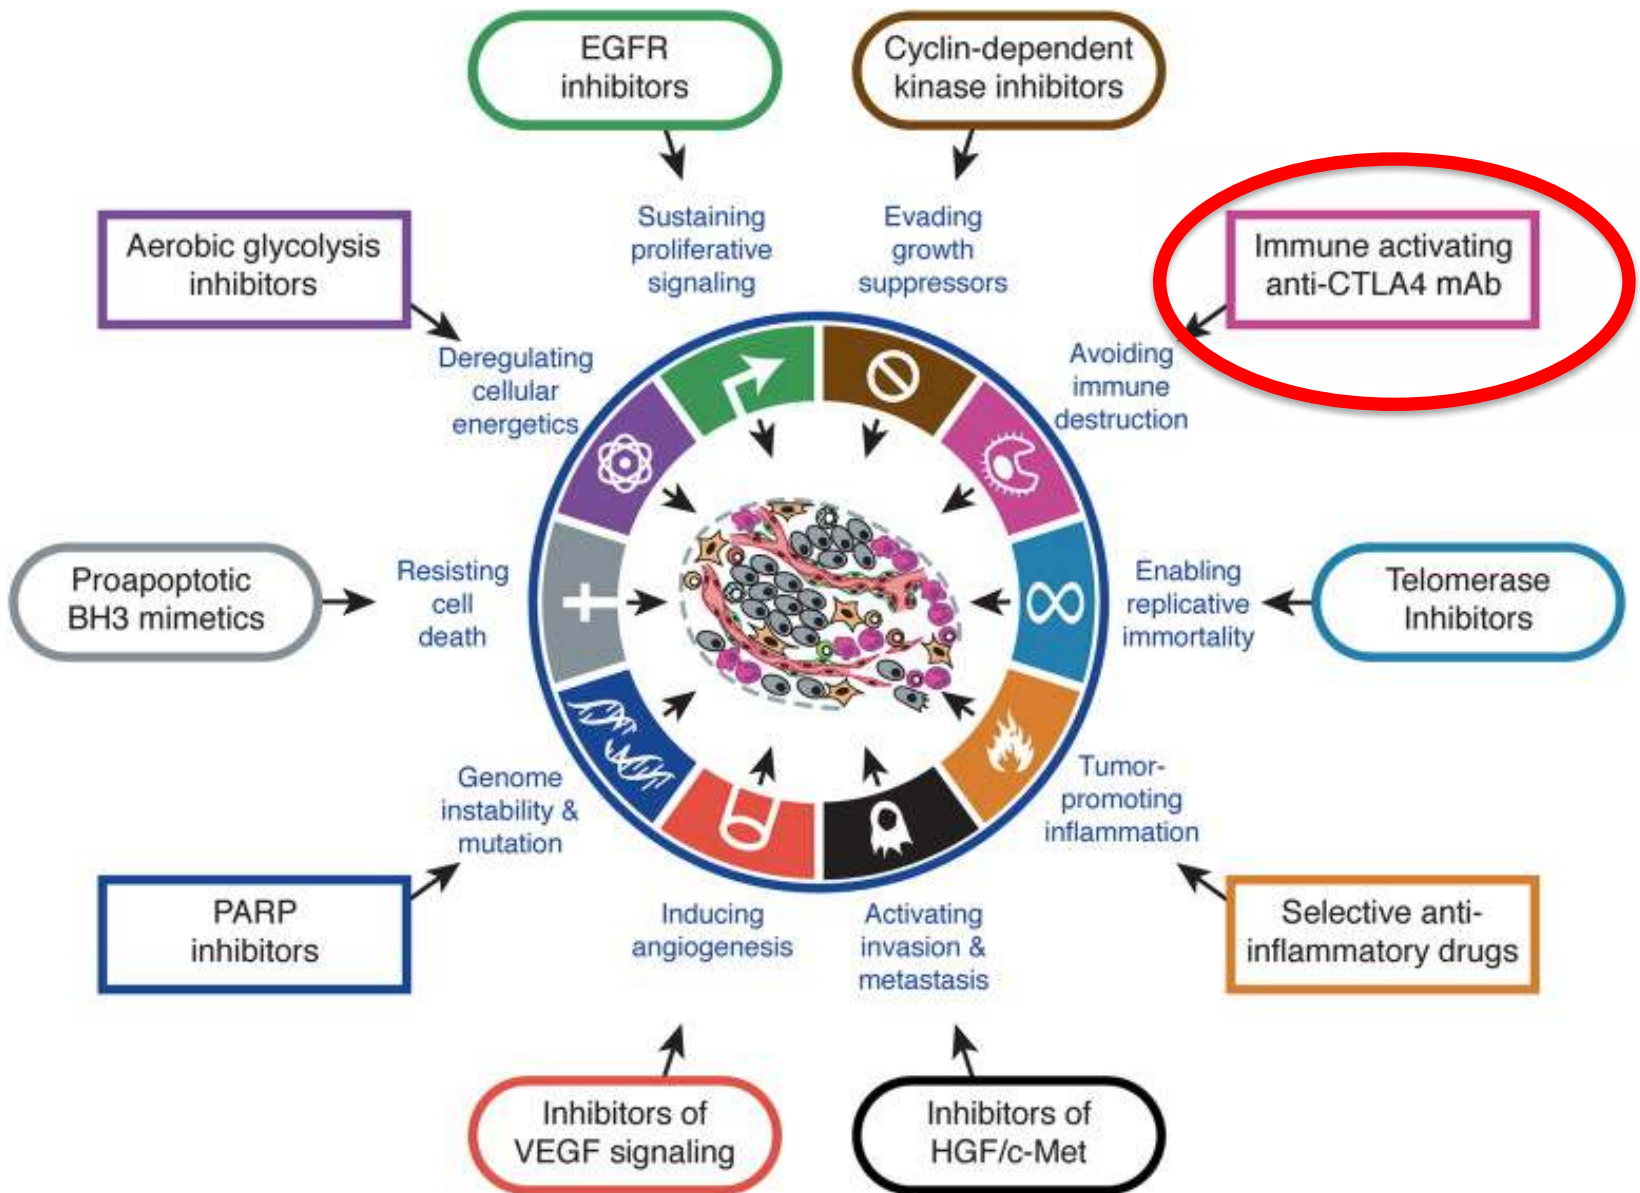 EGFR
inhibitors
Cyclin-dependent
kinase inhibitors
Sustaining
proliferative
signaling
Evading
growth
suppressors
Aerobic glycolysis
inhibitors
Immune activating
anti-CTLA4 mAb
Deregulating
cellular
energetics
Avoiding
immune
destruction
Proapoptotic
BH3 mimetics
Resisting
cell
death
Enabling
replicative
immortality
Telomerase
Inhibitors
Genome
instability &
mutation
Tumor-
promoting
inflammation
PARP
inhibitors
Inducing
angiogenesis
Activating
invasion &
metastasis
Selective anti-
inflammatory drugs
Inhibitors of
VEGF signaling
Inhibitors of
HGF/c-Met